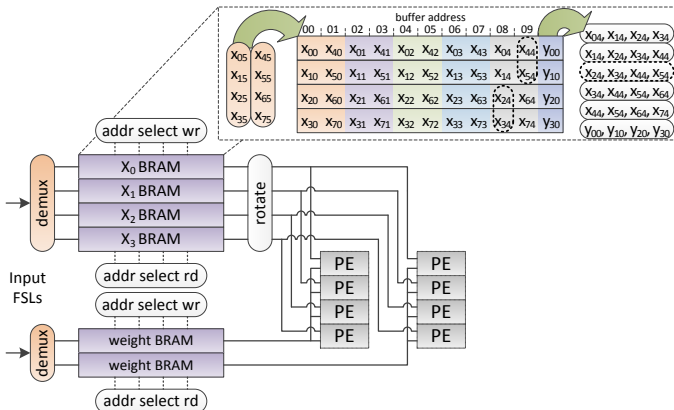 buffer address
00 01 02 03 04 05 06 07 08 09
x00 x40 x01 x41 x02 x42 x03 x43 x04 x44 y00
x10 x50 x11 x51 x12 x52 x13 x53 x14 x54 y10
x20 x60 x21 x61 x22 x62 x23 x63 x24 x64 y20
x30 x70 x31 x71 x32 x72 x33 x73 x34 x74 y30
x05 x45
x15 x55
x25 x65
x35 x75
x04, x14, x24, x34
x14, x24, x34, x44
x24, x34, x44, x54
x34, x44, x54, x64
x44, x54, x64, x74
y00, y10, y20, y30
addr select wr
demux
X0 BRAM
X1 BRAM
X2 BRAM
X3 BRAM
rotate
addr select rd
Input
FSLs
addr select wr
demux
weight BRAM
weight BRAM
addr select rd
PE
PE
PE
PE
PE
PE
PE
PE